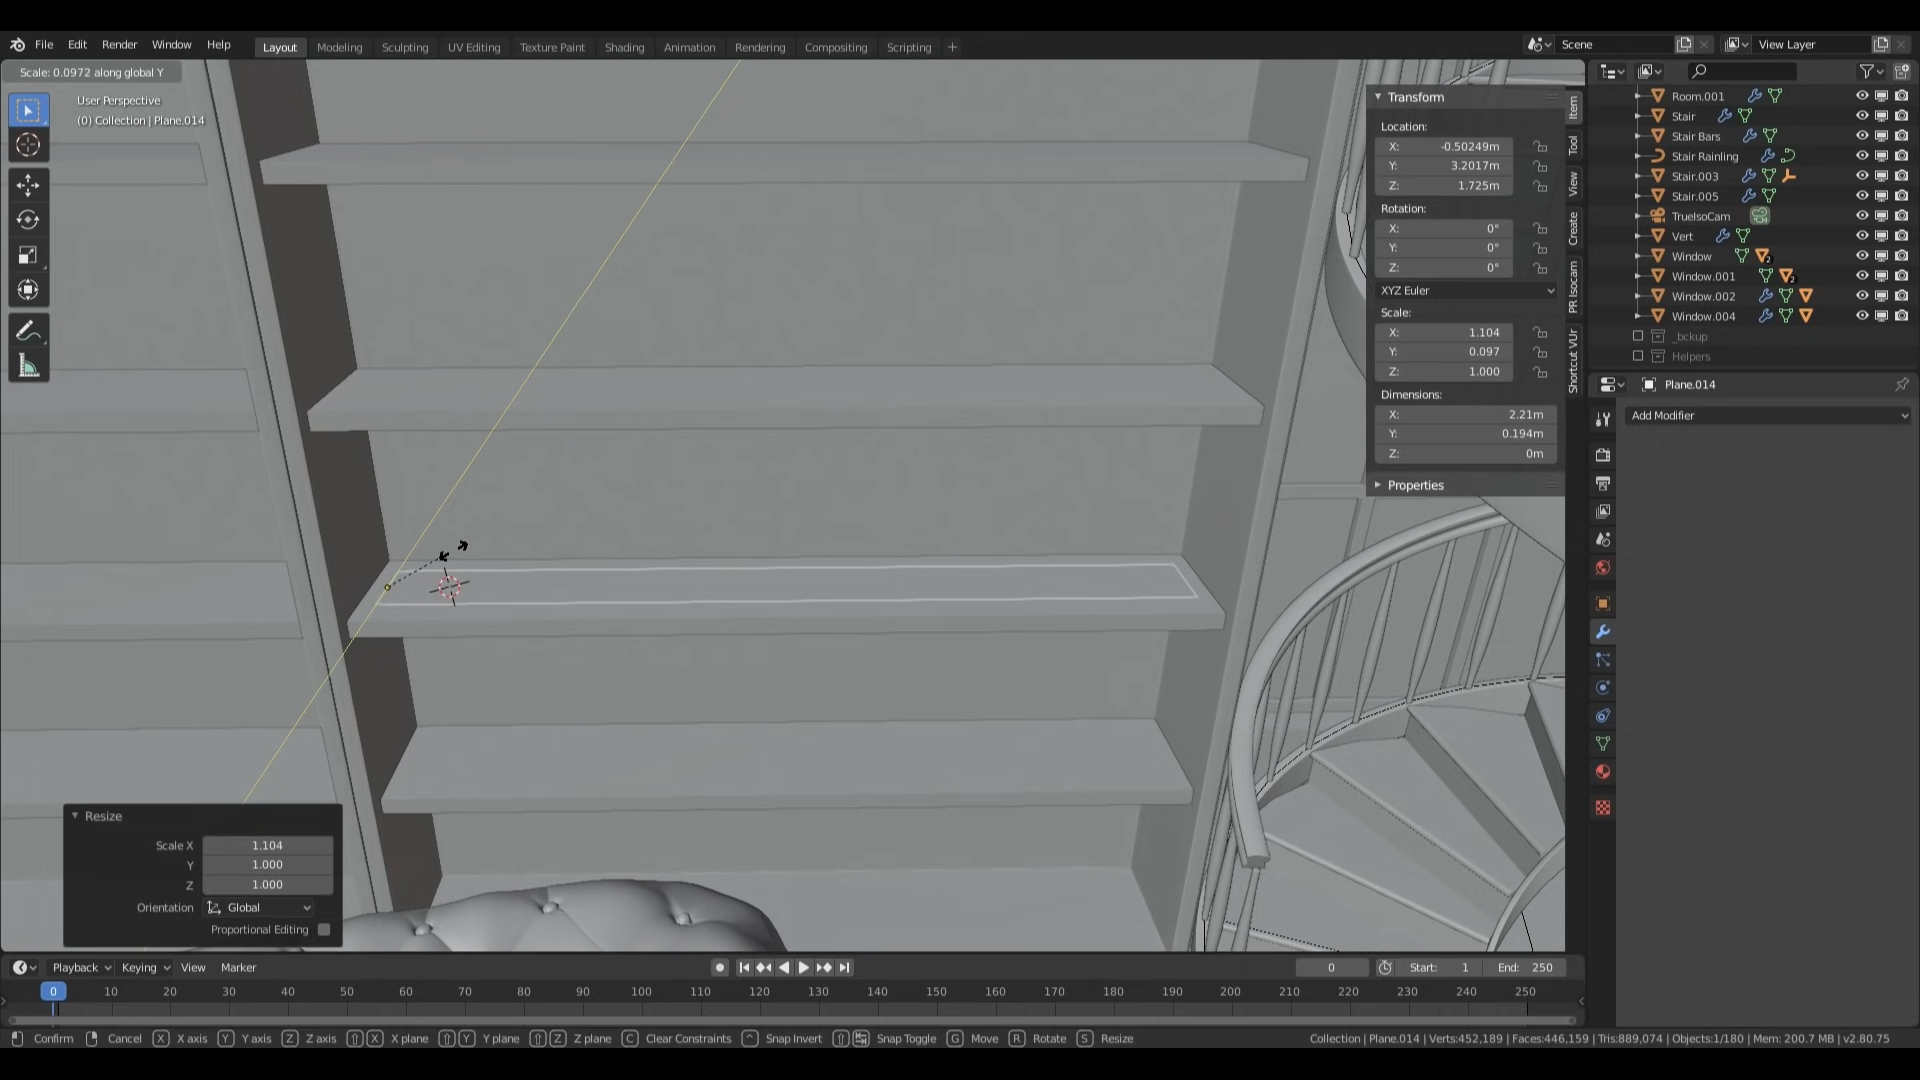 File Edit Render Window Help Layout Modeling Sculpting UV Editing Texture Paint Shading Animation Rendering Compositing Scripting + Scene View Layer
Scale: 0.0972 along global Y
User Perspective
(0) Collection | Plane.014
Transform
Location:
X: -0.50249m
Y: 3.2017m
Z: 1.725m
Rotation:
X: 0°
Y: 0°
Z: 0°
XYZ Euler
Scale:
X: 1.104
Y: 0.097
Z: 1.000
Dimensions:
X: 2.21m
Y: 0.194m
Z: 0m
Properties
Item
Tool
View
Create
PR Isocam
Shortcut VUr
Room.001
Stair
Stair Bars
Stair Rainling
Stair.003
Stair.005
TrueIsoCam
Vert
Window
Window.001
Window.002
Window.004
_bckup
Helpers
Plane.014
Add Modifier
Resize
Scale X 1.104
Y 1.000
Z 1.000
Orientation Global
Proportional Editing
Playback Keying View Marker 0 Start: 1 End: 250
0 10 20 30 40 50 60 70 80 90 100 110 120 130 140 150 160 170 180 190 200 210 220 230 240 250
Confirm Cancel X X axis Y Y axis Z Z axis X X plane Y Y plane Z Z plane C Clear Constraints ^ Snap Invert Snap Toggle G Move R Rotate S Resize Collection | Plane.014 | Verts:452,189 | Faces:446,159 | Tris:889,074 | Objects:1/180 | Mem: 200.7 MB | v2.80.75